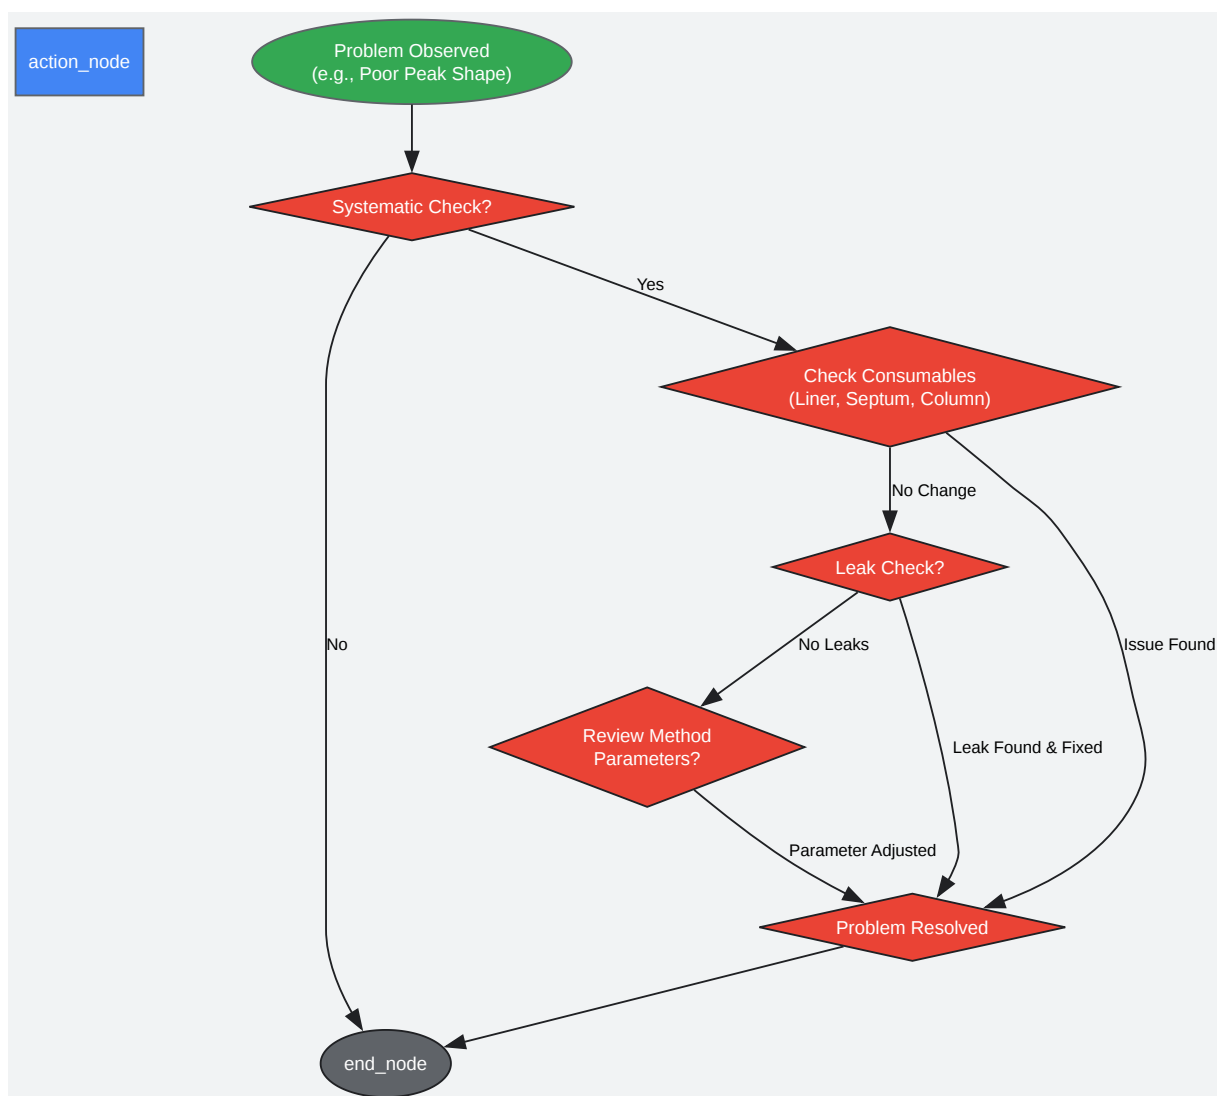 action_node
Problem Observed
(e.g., Poor Peak Shape)
Systematic Check?
Yes
Check Consumables
(Liner, Septum, Column)
No Change
Leak Check?
No
No Leaks
Issue Found
Review Method
Parameters?
Leak Found & Fixed
Parameter Adjusted
Problem Resolved
end_node